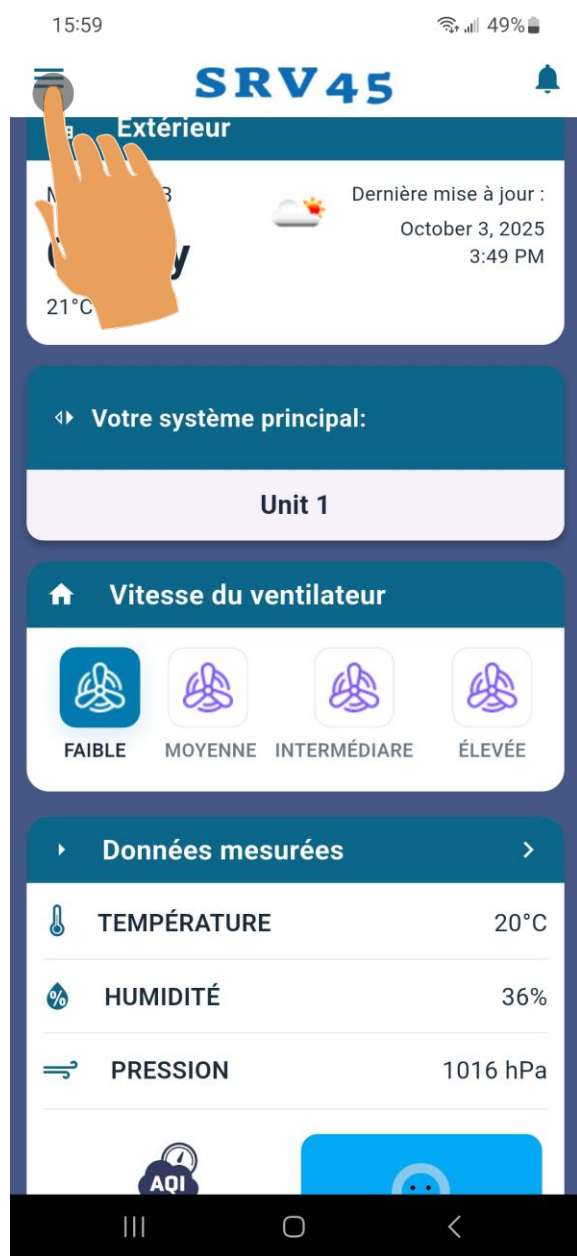 15:59
49%
SRV45
Extérieur
Dernière mise à jour :
October 3, 2025
3:49 PM
21°C
Votre système principal:
Unit 1
Vitesse du ventilateur
FAIBLE MOYENNE INTERMÉDIARE ÉLEVÉE
Données mesurées
TEMPÉRATURE 20°C
% HUMIDITÉ 36%
PRESSION 1016 hPa
AQI